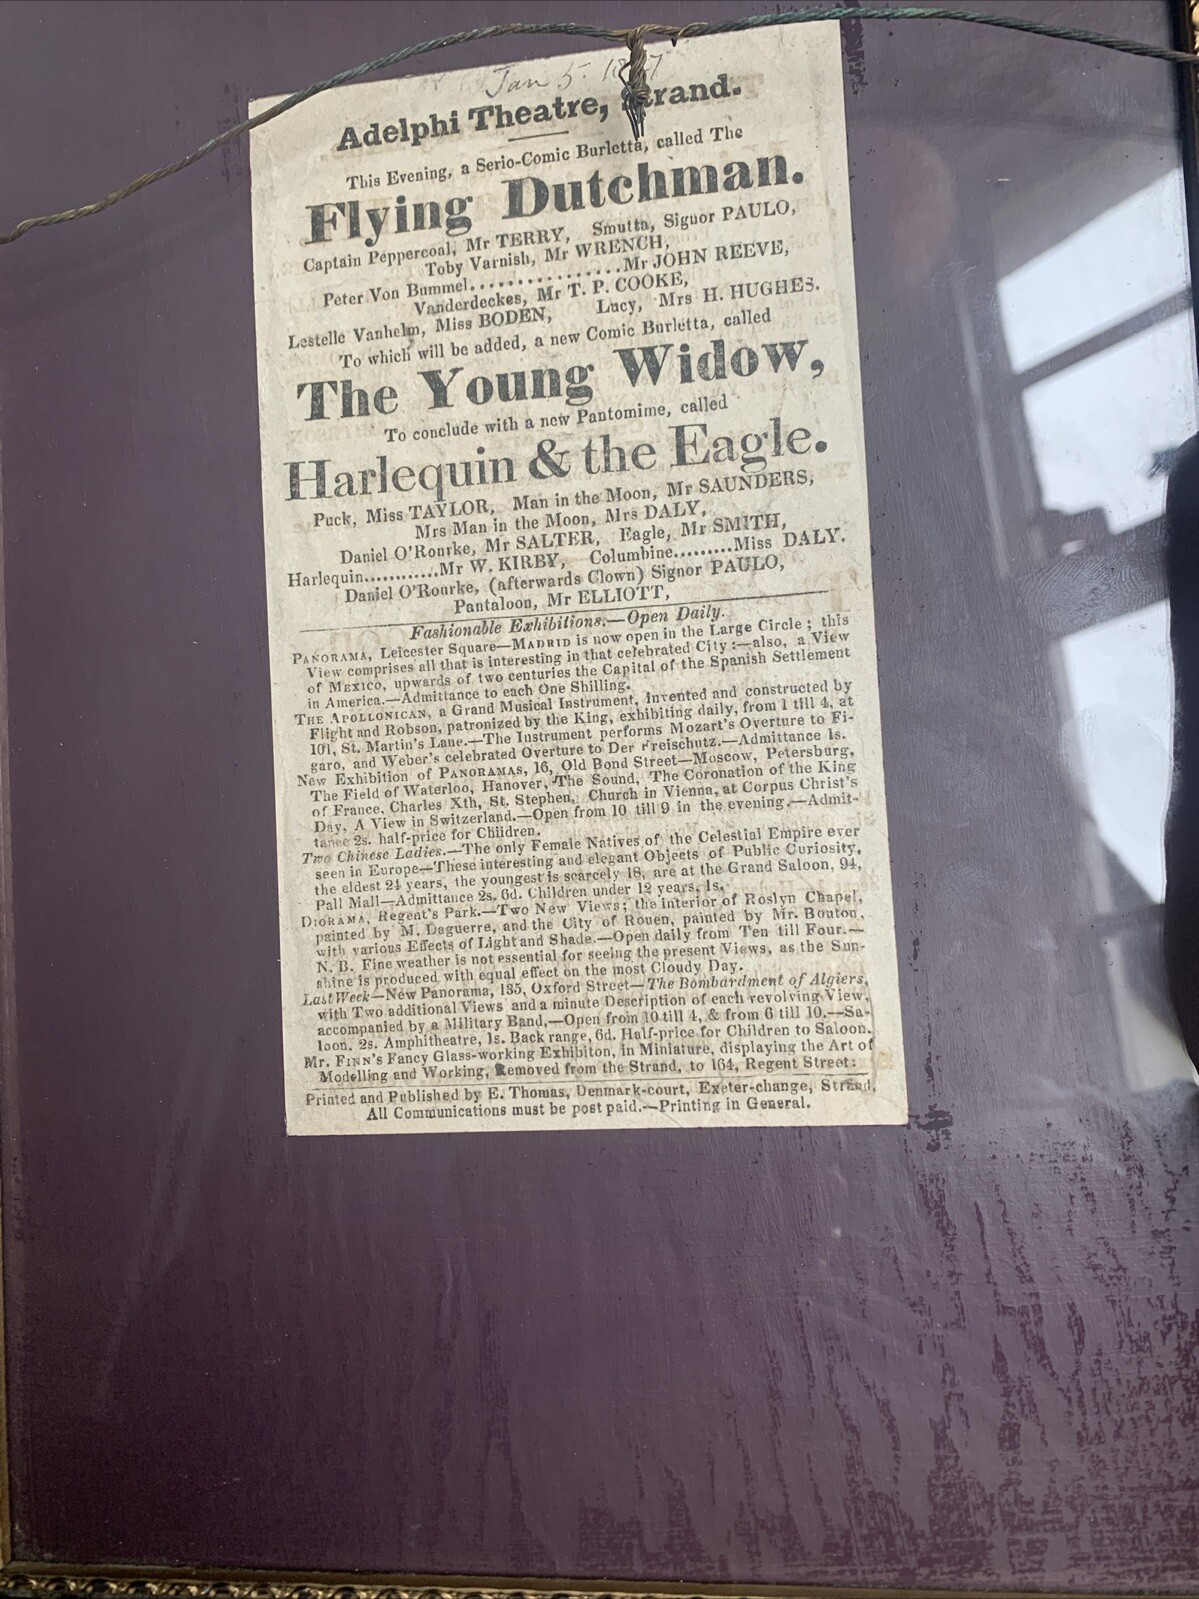 Jan 5. 18 7
Adelphi Theatre, Strand.
This Evening, a Serio-Comic Burletta, called The
Flying Dutchman.
Captain Peppercoal, Mr TERRY, Smutta, Signor PAULO,
Toby Varnish, Mr WRENCH,
Peter Von Bummel................Mr JOHN REEVE,
Vanderdeckes, Mr T. P. COOKE,
Lestelle Vanhelm, Miss BODEN, Lucy, Mrs H. HUGHES.
To which will be added, a new Comic Burletta, called
The Young Widow,
To conclude with a new Pantomime, called
Harlequin & the Eagle.
Puck, Miss TAYLOR, Man in the Moon, Mr SAUNDERS,
Mrs Man in the Moon, Mrs DALY,
Daniel O'Rourke, Mr SALTER, Eagle, Mr SMITH,
Harlequin............Mr W. KIRBY, Columbine.........Miss DALY.
Daniel O'Rourke, (afterwards Clown) Signor PAULO,
Pantaloon, Mr ELLIOTT,
Fashionable Exhibitions.—Open Daily.
PANORAMA, Leicester Square—MADRID is now open in the Large Circle; this
View comprises all that is interesting in that celebrated City:—also, a View
of MEXICO, upwards of two centuries the Capital of the Spanish Settlement
in America.—Admittance to each One Shilling.
THE APOLLONICAN, a Grand Musical Instrument, invented and constructed by
Flight and Robson, patronized by the King, exhibiting daily, from 1 till 4, at
101, St. Martin's Lane.—The Instrument performs Mozart's Overture to Fi-
garo, and Weber's celebrated Overture to Der Freischutz.—Admittance 1s.
New Exhibition of PANORAMAS, 16, Old Bond Street—Moscow, Petersburg,
The Field of Waterloo, Hanover, The Sound, The Coronation of the King
of France, Charles Xth, St. Stephen, Church in Vienna, at Corpus Christ's
Day, A View in Switzerland.—Open from 10 till 9 in the evening.—Admit-
tance 2s. half-price for Children.
Two Chinese Ladies.—The only Female Natives of the Celestial Empire ever
seen in Europe—These interesting and elegant Objects of Public Curiosity,
the eldest 24 years, the youngest is scarcely 18, are at the Grand Saloon, 94,
Pall Mall—Admittance 2s. 6d. Children under 12 years, 1s.
DIORAMA, Regent's Park.—Two New Views; the interior of Roslyn Chapel,
painted by M. Daguerre, and the City of Rouen, painted by Mr. Bouton,
with various Effects of Light and Shade.—Open daily from Ten till Four.—
N. B. Fine weather is not essential for seeing the present Views, as the Sun-
shine is produced with equal effect on the most Cloudy Day.
Last Week—New Panorama, 135, Oxford Street—The Bombardment of Algiers,
with Two additional Views and a minute Description of each revolving View,
accompanied by a Military Band,—Open from 10 till 4, & from 6 till 10.—Sa-
loon, 2s. Amphitheatre, 1s. Back range, 6d. Half-price for Children to Saloon.
Mr. FINN'S Fancy Glass-working Exhibiton, in Miniature, displaying the Art of
Modelling and Working, Removed from the Strand, to 164, Regent Street:
Printed and Published by E. Thomas, Denmark-court, Exeter-change, Strand,
All Communications must be post paid.—Printing in General.